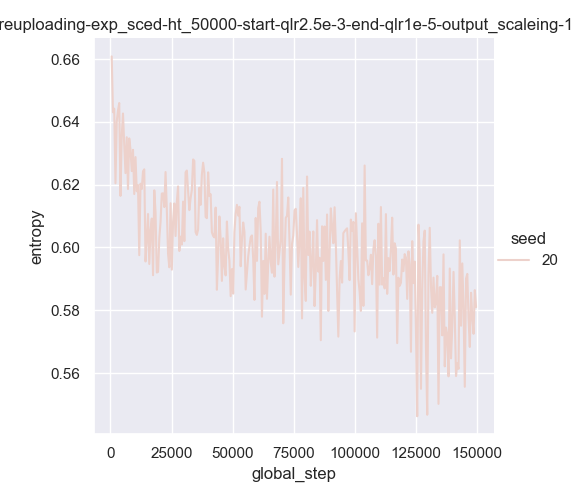 reuploading-exp_sced-ht_50000-start-qlr2.5e-3-end-qlr1e-5-output_scaleing-1
0.66
0.64
0.62
0.60
0.58
0.56
entropy
0 25000 50000 75000 100000 125000 150000
global_step
seed
20